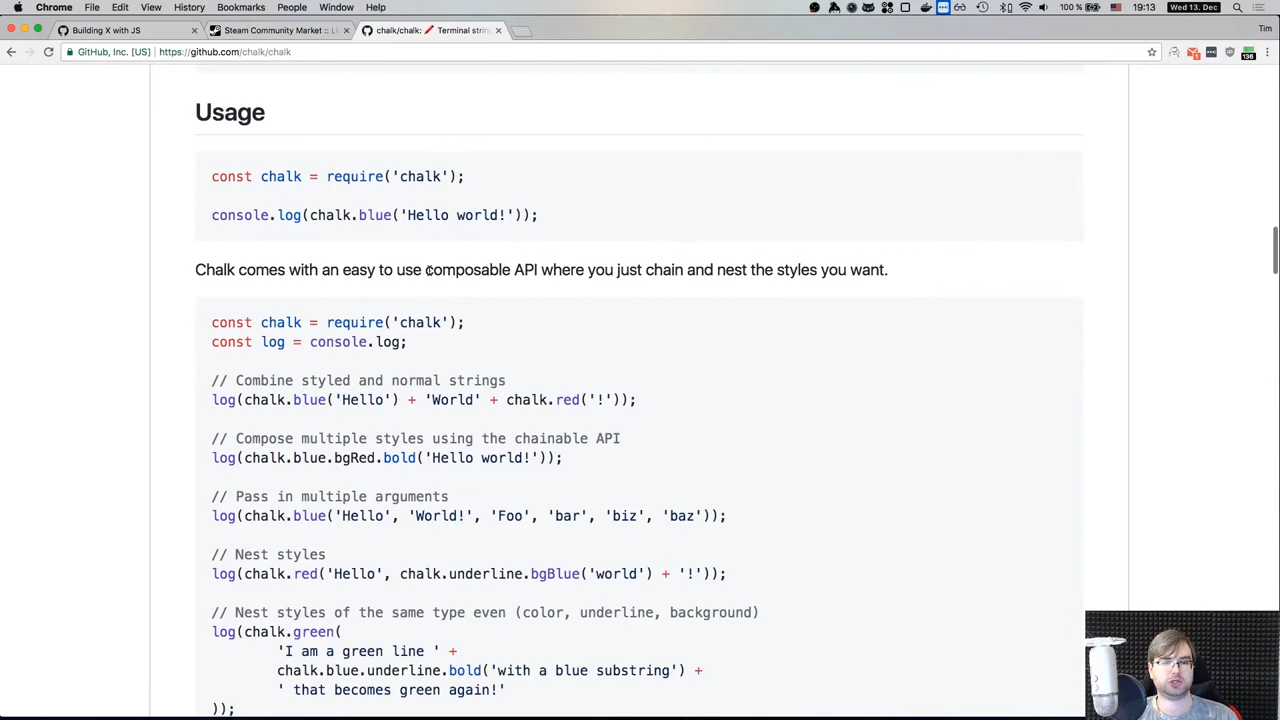 Chrome File Edit View History Bookmarks People Window Help 100 % 19:13 Wed 13. Dec
Building X with JS × Steam Community Market :: Li × chalk/chalk: Terminal strin × Tim
GitHub, Inc. [US] | https://github.com/chalk/chalk 1 136
Usage
const chalk = require('chalk');
console.log(chalk.blue('Hello world!'));
Chalk comes with an easy to use composable API where you just chain and nest the styles you want.
const chalk = require('chalk');
const log = console.log;
// Combine styled and normal strings
log(chalk.blue('Hello') + 'World' + chalk.red('!'));
// Compose multiple styles using the chainable API
log(chalk.blue.bgRed.bold('Hello world!'));
// Pass in multiple arguments
log(chalk.blue('Hello', 'World!', 'Foo', 'bar', 'biz', 'baz'));
// Nest styles
log(chalk.red('Hello', chalk.underline.bgBlue('world') + '!'));
// Nest styles of the same type even (color, underline, background)
log(chalk.green(
'I am a green line ' +
chalk.blue.underline.bold('with a blue substring') +
' that becomes green again!'
));